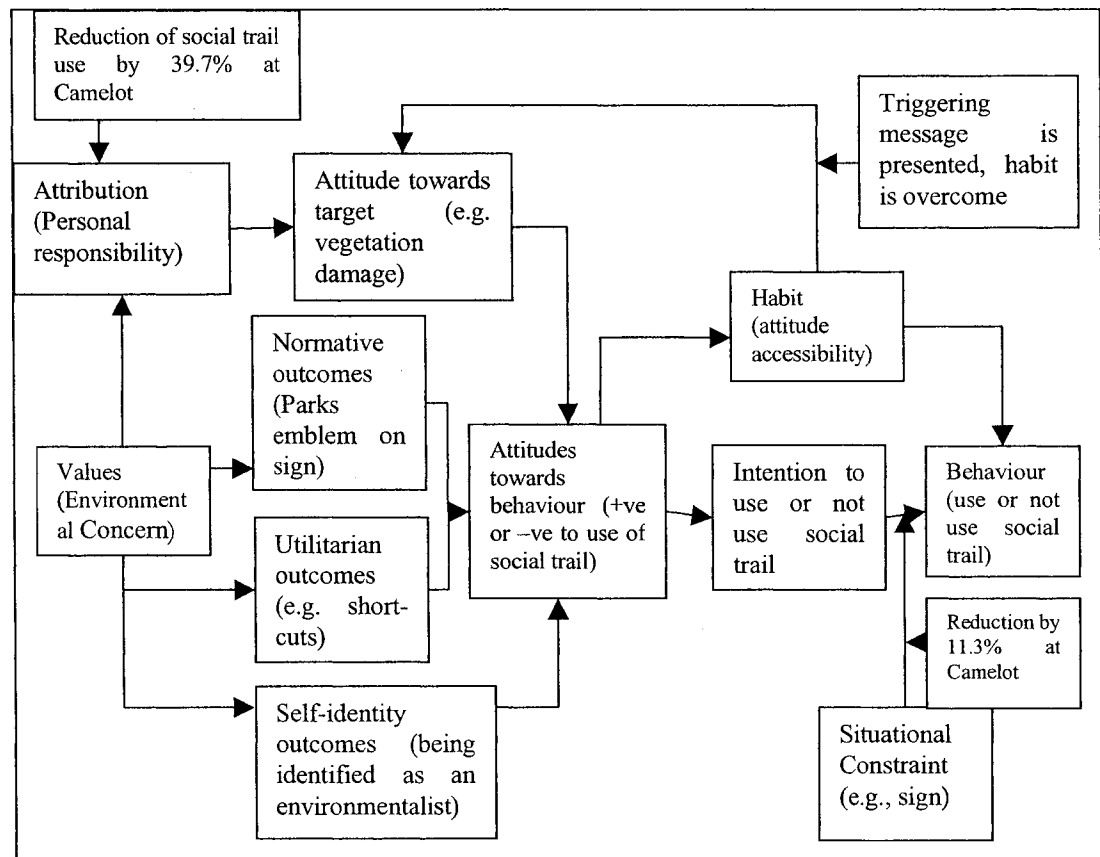 Reduction of social trail
use by 39.7% at
Camelot
Triggering
message is
presented, habit
is overcome
Attribution
(Personal
responsibility)
Attitude towards
target (e.g.
vegetation
damage)
Habit
(attitude
accessibility)
Normative
outcomes
(Parks
emblem on
sign)
Values
(Environment
al Concern)
Attitudes
towards
behaviour (+ve
or –ve to use of
social trail)
Intention to
use or not
use social
trail
Behaviour
(use or not
use social
trail)
Utilitarian
outcomes
(e.g. short-
cuts)
Reduction by
11.3% at
Camelot
Self-identity
outcomes (being
identified as an
environmentalist)
Situational
Constraint
(e.g., sign)